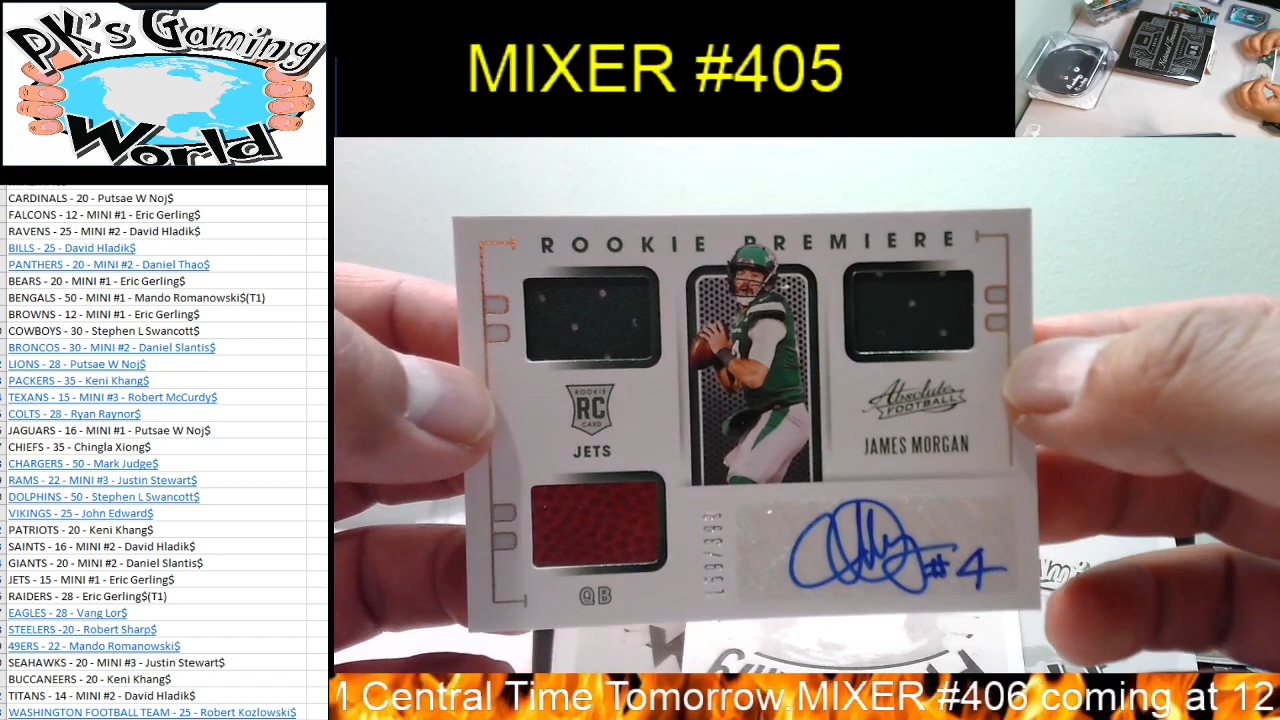 PK's Gaming
World
MIXER #405
CARDINALS - 20 - Putsae W Noj$
FALCONS - 12 - MINI #1 - Eric Gerling$
RAVENS - 25 - MINI #2 - David Hladik$
BILLS - 25 - David Hladik$
PANTHERS - 20 - MINI #2 - Daniel Thao$
BEARS - 20 - MINI #1 - Eric Gerling$
BENGALS - 50 - MINI #1 - Mando Romanowski$(T1)
BROWNS - 12 - MINI #1 - Eric Gerling$
COWBOYS - 30 - Stephen L Swancott$
BRONCOS - 30 - MINI #2 - Daniel Slantis$
LIONS - 28 - Putsae W Noj$
PACKERS - 35 - Keni Khang$
TEXANS - 15 - MINI #3 - Robert McCurdy$
COLTS - 28 - Ryan Raynor$
JAGUARS - 16 - MINI #1 - Putsae W Noj$
CHIEFS - 35 - Chingla Xiong$
CHARGERS - 50 - Mark Judge$
RAMS - 22 - MINI #3 - Justin Stewart$
DOLPHINS - 50 - Stephen L Swancott$
VIKINGS - 25 - John Edward$
PATRIOTS - 20 - Keni Khang$
SAINTS - 16 - MINI #2 - David Hladik$
GIANTS - 20 - MINI #2 - Daniel Slantis$
JETS - 15 - MINI #1 - Eric Gerling$
RAIDERS - 28 - Eric Gerling$(T1)
EAGLES - 28 - Vang Lor$
STEELERS -20 - Robert Sharp$
49ERS - 22 - Mando Romanowski$
SEAHAWKS - 20 - MINI #3 - Justin Stewart$
BUCCANEERS - 20 - Keni Khang$
TITANS - 14 - MINI #2 - David Hladik$
WASHINGTON FOOTBALL TEAM - 25 - Robert Kozlowski$
ROOKIE PREMIERE
ROOKIE
RC
CARD
JETS
Absolute
FOOTBALL
JAMES MORGAN
QB
#4
M Central Time Tomorrow.MIXER #406 coming at 12